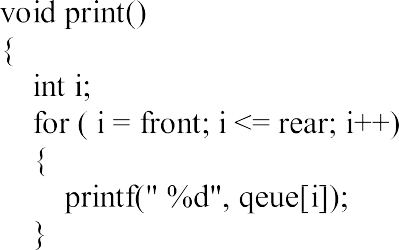 void print()
{
int i;
for ( i = front; i <= rear; i++)
{
printf(" %d", qeue[i]);
}